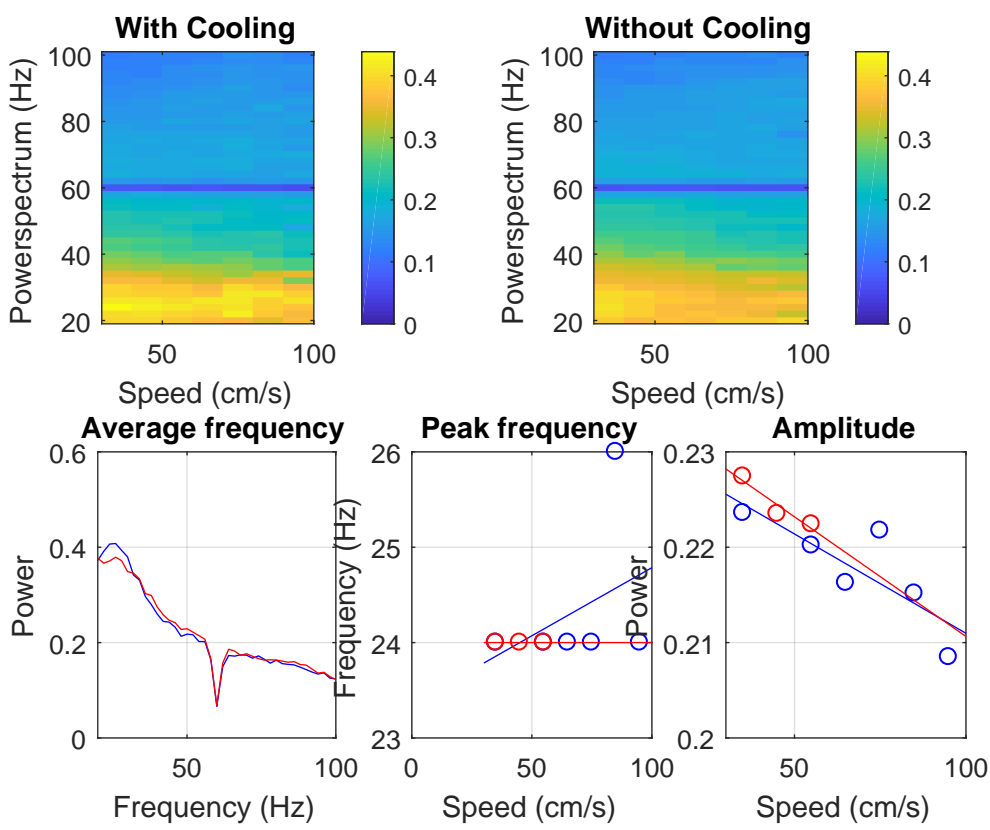 With Cooling
Powerspectrum (Hz)
100
80
60
40
20
50
100
Speed (cm/s)
0.4
0.3
0.2
0.1
0
Without Cooling
Powerspectrum (Hz)
100
80
60
40
20
50
100
Speed (cm/s)
0.4
0.3
0.2
0.1
0
Average frequency
Power
0.6
0.4
0.2
0
50
100
Frequency (Hz)
Peak frequency
Frequency (Hz)
26
25
24
23
0
50
100
Speed (cm/s)
Amplitude
Power
0.23
0.22
0.21
0.2
50
100
Speed (cm/s)